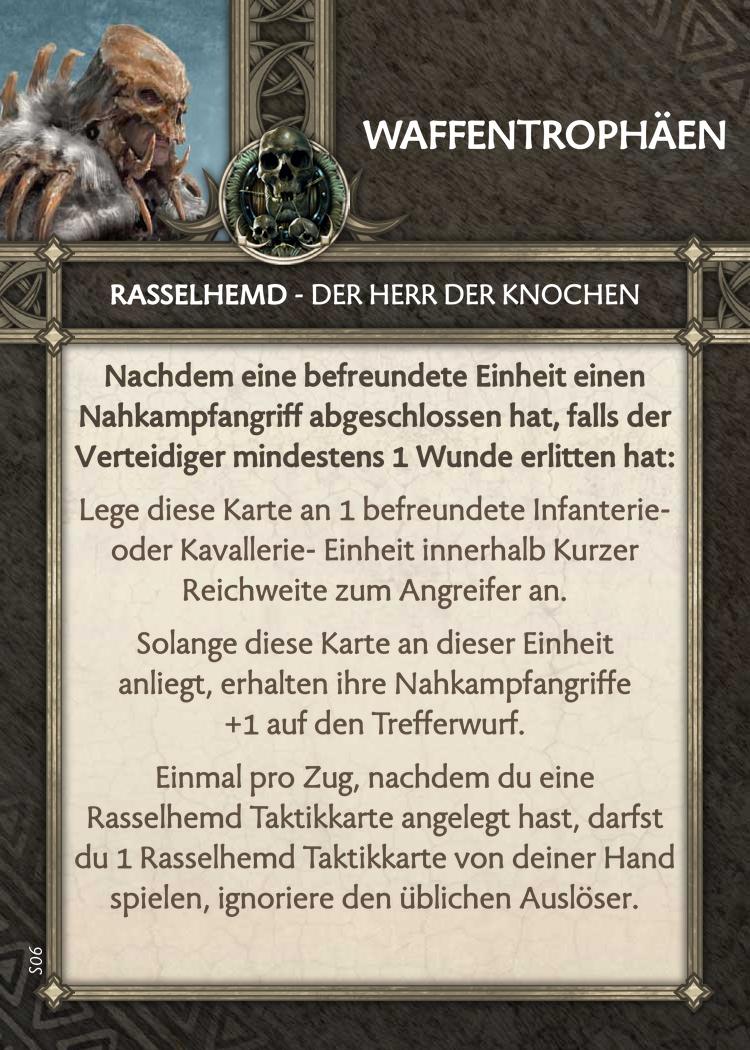 WAFFENTROPHÄEN
RASSELHEMD - DER HERR DER KNOCHEN
Nachdem eine befreundete Einheit einen
Nahkampfangriff abgeschlossen hat, falls der
Verteidiger mindestens 1 Wunde erlitten hat:
Lege diese Karte an 1 befreundete Infanterie-
oder Kavallerie- Einheit innerhalb Kurzer
Reichweite zum Angreifer an.
Solange diese Karte an dieser Einheit
anliegt, erhalten ihre Nahkampfangriffe
+1 auf den Trefferwurf.
Einmal pro Zug, nachdem du eine
Rasselhemd Taktikkarte angelegt hast, darfst
du 1 Rasselhemd Taktikkarte von deiner Hand
spielen, ignoriere den üblichen Auslöser.
S06